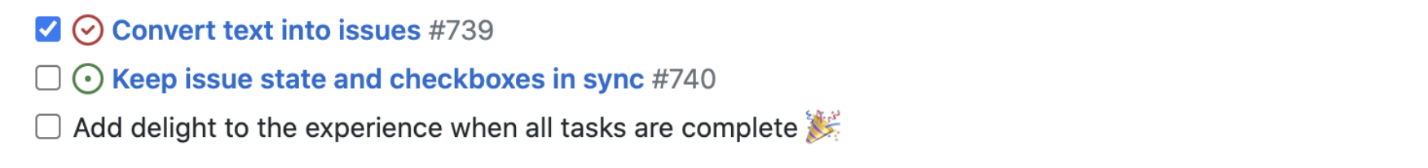 Convert text into issues #739
Keep issue state and checkboxes in sync #740
Add delight to the experience when all tasks are complete 🎉